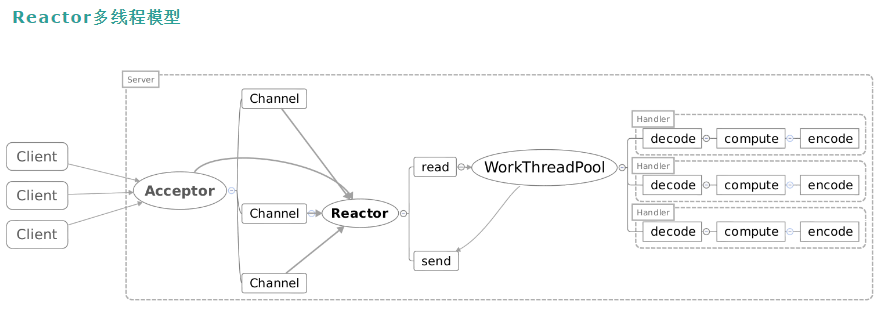 Reactor多线程模型
Server
Client
Client
Client
Acceptor
Channel
Channel
Channel
Reactor
read
send
WorkThreadPool
Handler
decode compute encode
Handler
decode compute encode
Handler
decode compute encode